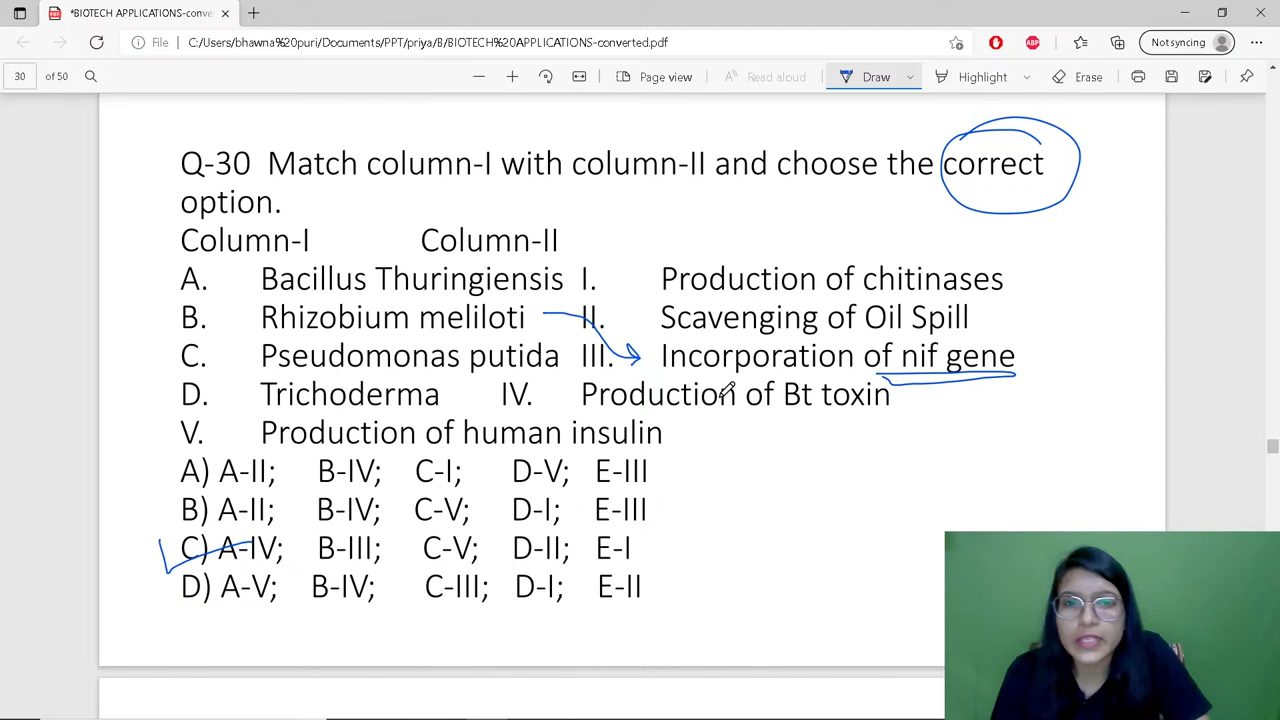 *BIOTECH APPLICATIONS-conver
File C:/Users/bhawna%20puri/Documents/PPT/priya/B/BIOTECH%20APPLICATIONS-converted.pdf Not syncing
30 of 50 Page view Read aloud Draw Highlight Erase
Q-30 Match column-I with column-II and choose the correct
option.
Column-I Column-II
A. Bacillus Thuringiensis I. Production of chitinases
B. Rhizobium meliloti II. Scavenging of Oil Spill
C. Pseudomonas putida III. Incorporation of nif gene
D. Trichoderma IV. Production of Bt toxin
V. Production of human insulin
A) A-II; B-IV; C-I; D-V; E-III
B) A-II; B-IV; C-V; D-I; E-III
C) A-IV; B-III; C-V; D-II; E-I
D) A-V; B-IV; C-III; D-I; E-II